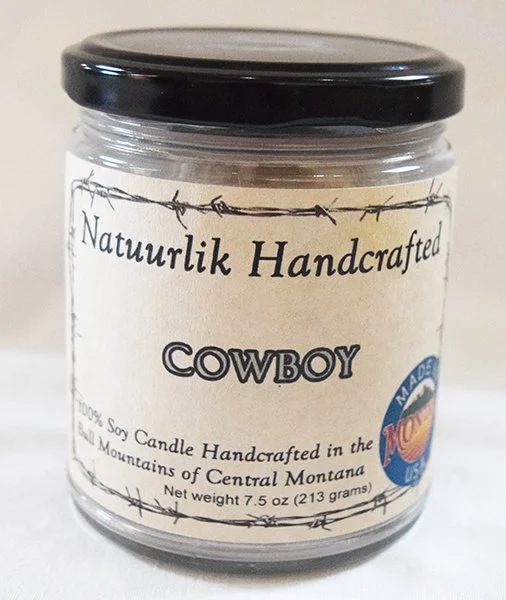 Natuurlik Handcrafted
COWBOY
100% Soy Candle Handcrafted in the
Bull Mountains of Central Montana
Net weight 7.5 oz (213 grams)
MADE
USA